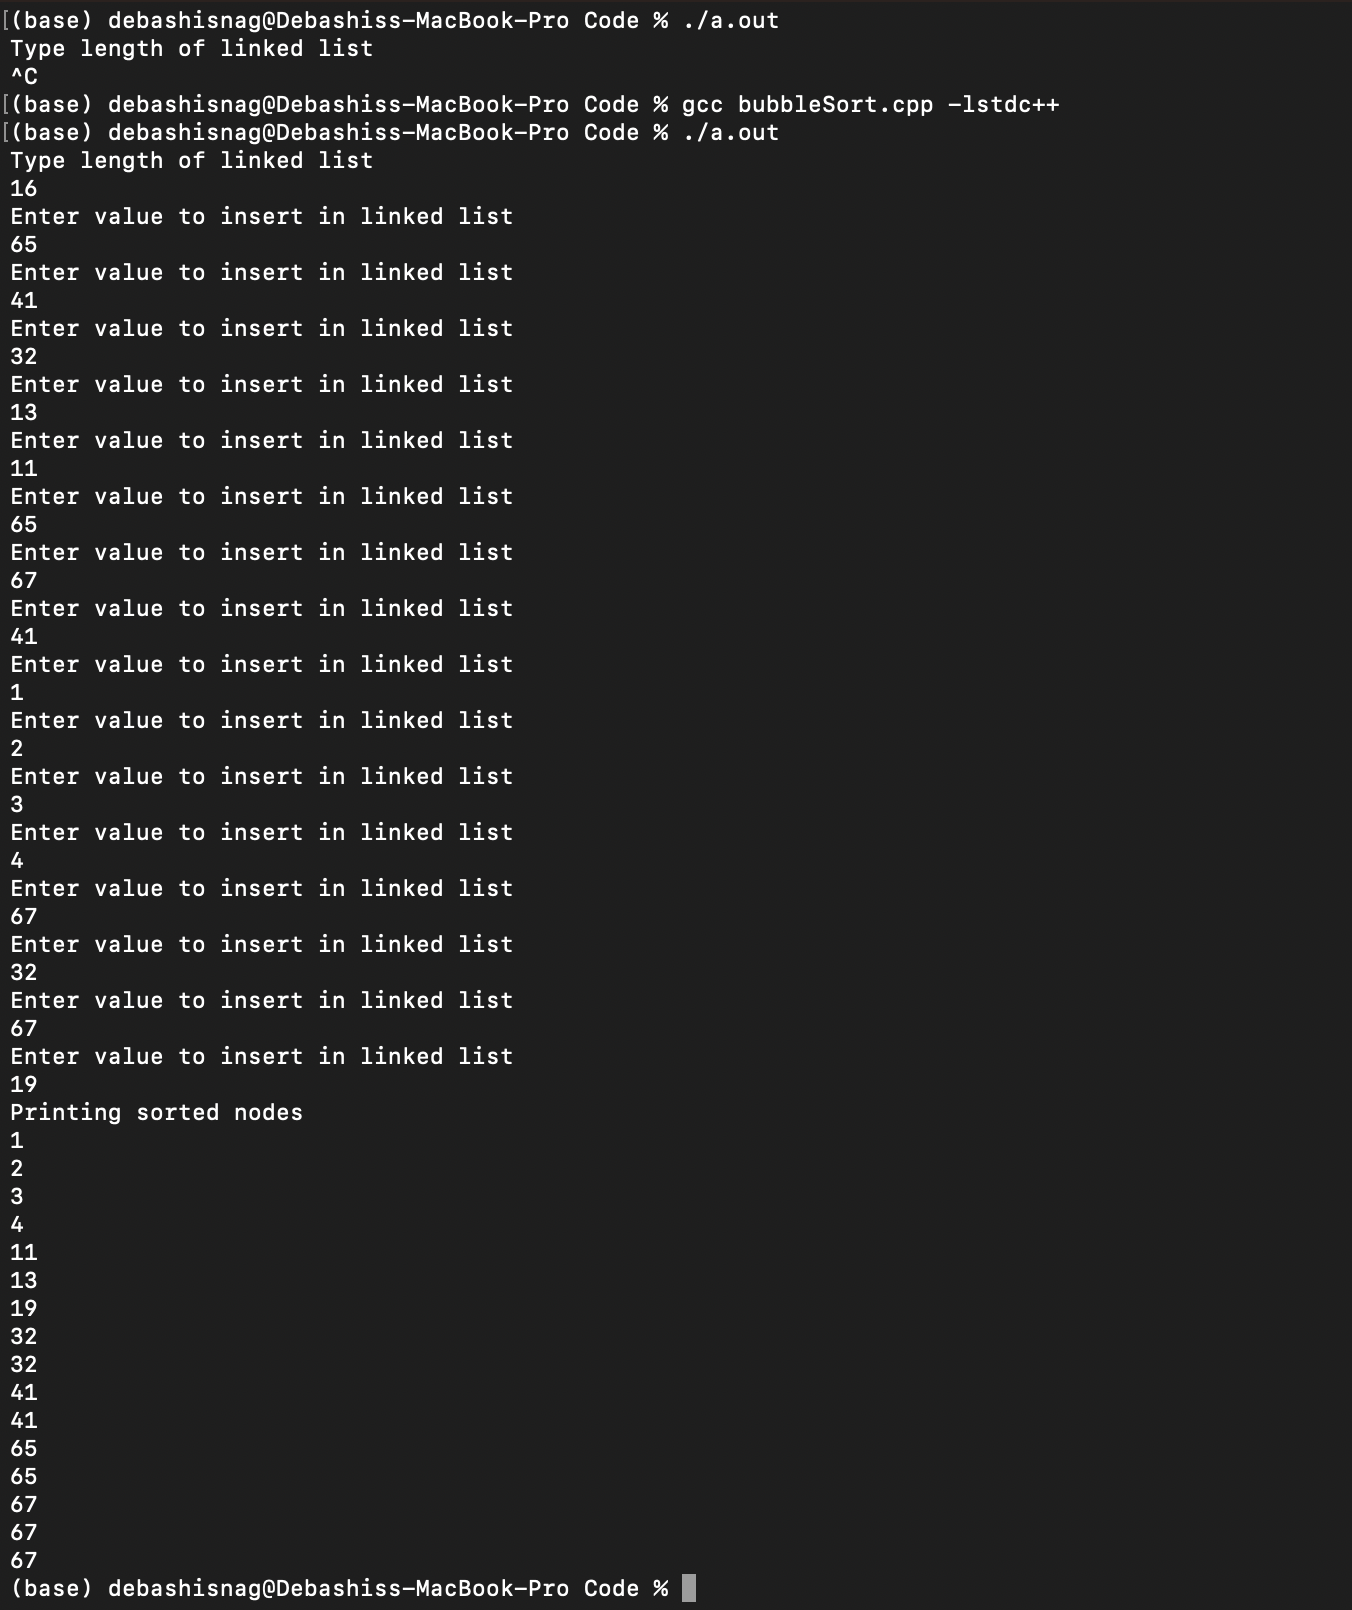 [(base) debashisnag@Debashiss-MacBook-Pro Code % ./a.out
Type length of linked list
^C
[(base) debashisnag@Debashiss-MacBook-Pro Code % gcc bubbleSort.cpp -lstdc++
[(base) debashisnag@Debashiss-MacBook-Pro Code % ./a.out
Type length of linked list
16
Enter value to insert in linked list
65
Enter value to insert in linked list
41
Enter value to insert in linked list
32
Enter value to insert in linked list
13
Enter value to insert in linked list
11
Enter value to insert in linked list
65
Enter value to insert in linked list
67
Enter value to insert in linked list
41
Enter value to insert in linked list
1
Enter value to insert in linked list
2
Enter value to insert in linked list
3
Enter value to insert in linked list
4
Enter value to insert in linked list
67
Enter value to insert in linked list
32
Enter value to insert in linked list
67
Enter value to insert in linked list
19
Printing sorted nodes
1
2
3
4
11
13
19
32
32
41
41
65
65
67
67
67
(base) debashisnag@Debashiss-MacBook-Pro Code %